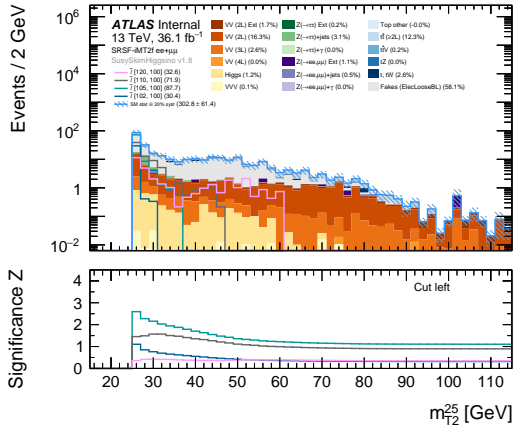 Events / 2 GeV
10⁶
10⁴
10²
1
10⁻²
ATLAS Internal
13 TeV, 36.1 fb⁻¹
SRSF-iMT2f ee+μμ
SusySkimHiggsino v1.8
l̃ [120, 100] (32.6)
l̃ [110, 100] (71.9)
l̃ [105, 100] (87.7)
l̃ [102, 100] (30.4)
SM stat ⊕ 20% syst (302.8 ± 61.4)
VV (2L) Ext (1.7%)
VV (2L) (16.3%)
VV (3L) (2.6%)
VV (4L) (0.0%)
Higgs (1.2%)
VVV (0.1%)
Z(→ττ) Ext (0.2%)
Z(→ττ)+jets (3.1%)
Z(→ττ)+γ (0.0%)
Z(→ee,μμ) Ext (1.1%)
Z(→ee,μμ)+jets (0.5%)
Z(→ee,μμ)+γ (0.0%)
Top other (-0.0%)
tt̄ (≥2L) (12.3%)
tt̄V (0.2%)
tZ (0.0%)
t, tW (2.6%)
Fakes (ElecLooseBL) (58.1%)
Significance Z
4
3
2
1
0
Cut left
20 30 40 50 60 70 80 90 100 110
m²⁵_T2 [GeV]